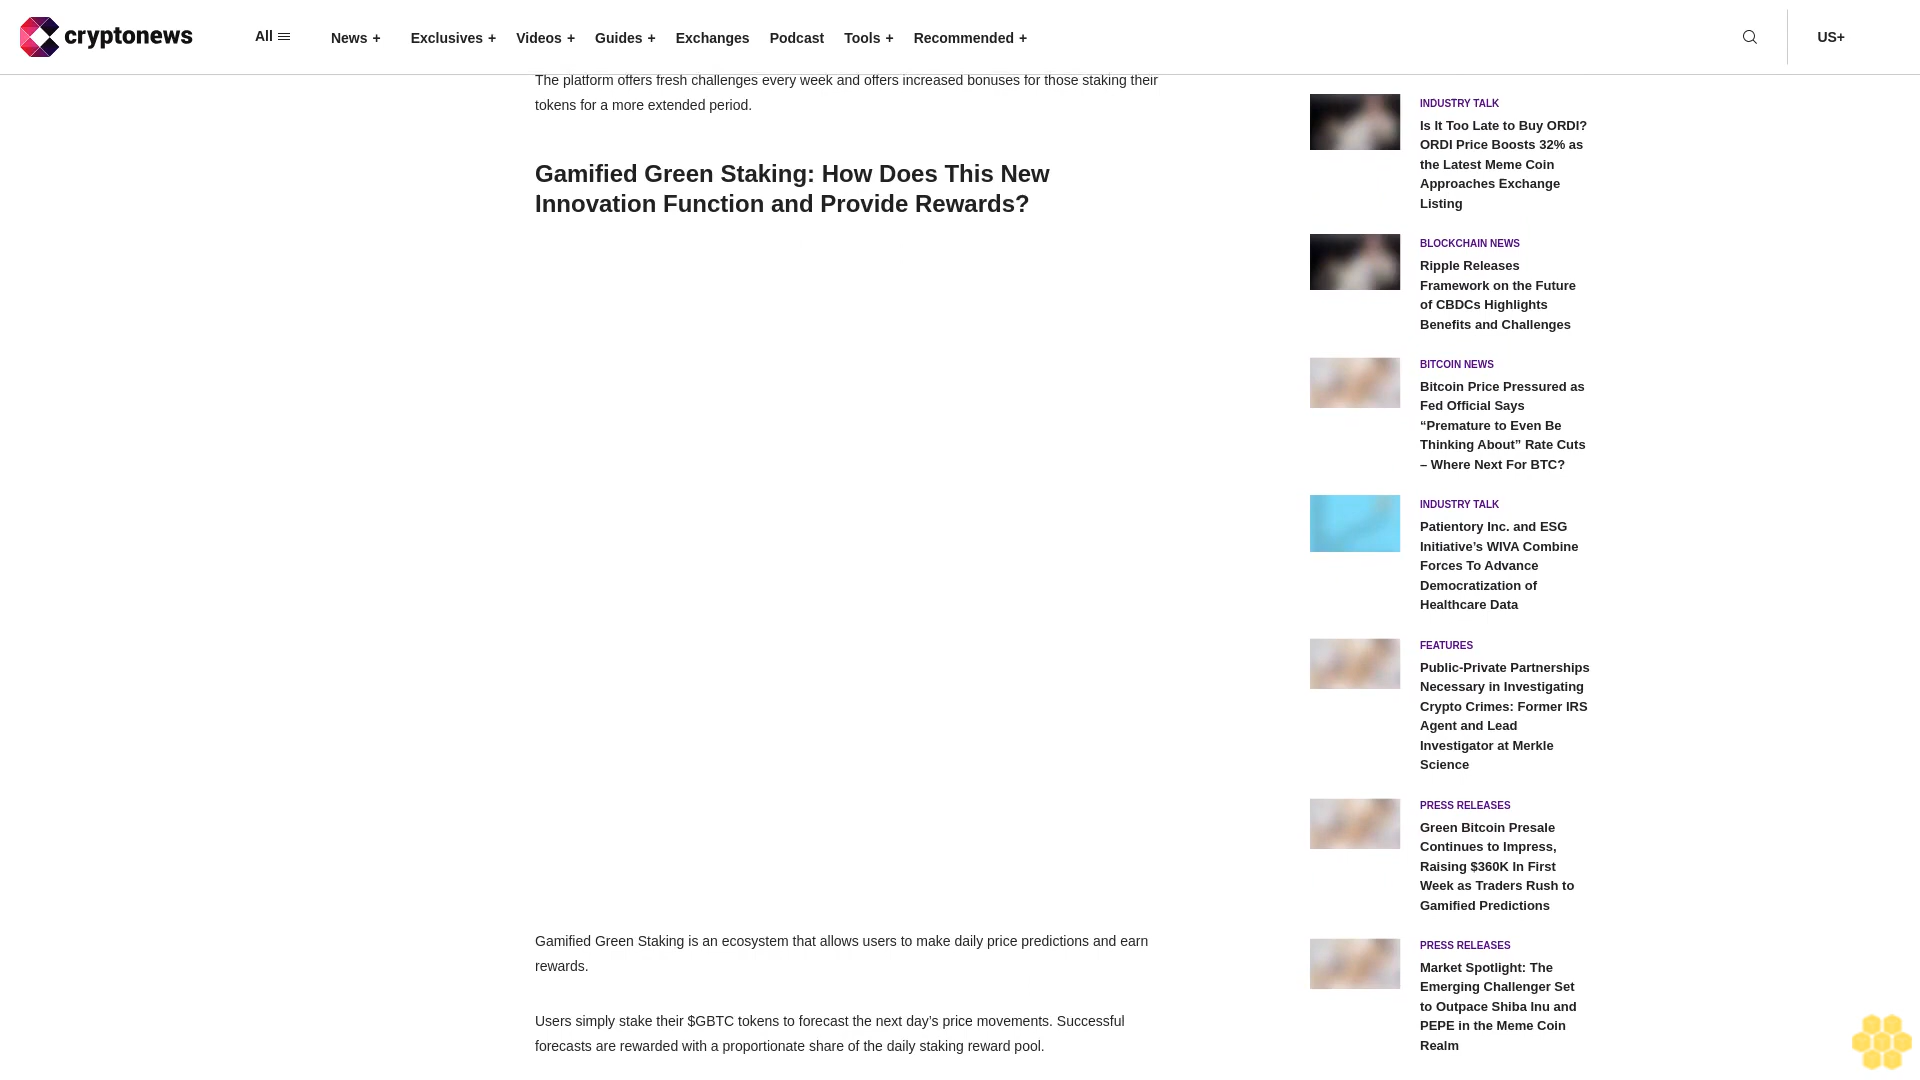 cryptonews
All
News +
Exclusives +
Videos +
Guides +
Exchanges
Podcast
Tools +
Recommended +
US+
The platform offers fresh challenges every week and offers increased bonuses for those staking their
tokens for a more extended period.
Gamified Green Staking: How Does This New
Innovation Function and Provide Rewards?
Gamified Green Staking is an ecosystem that allows users to make daily price predictions and earn
rewards.
Users simply stake their $GBTC tokens to forecast the next day’s price movements. Successful
forecasts are rewarded with a proportionate share of the daily staking reward pool.
INDUSTRY TALK
Is It Too Late to Buy ORDI?
ORDI Price Boosts 32% as
the Latest Meme Coin
Approaches Exchange
Listing
BLOCKCHAIN NEWS
Ripple Releases
Framework on the Future
of CBDCs Highlights
Benefits and Challenges
BITCOIN NEWS
Bitcoin Price Pressured as
Fed Official Says
“Premature to Even Be
Thinking About” Rate Cuts
– Where Next For BTC?
INDUSTRY TALK
Patientory Inc. and ESG
Initiative’s WIVA Combine
Forces To Advance
Democratization of
Healthcare Data
FEATURES
Public-Private Partnerships
Necessary in Investigating
Crypto Crimes: Former IRS
Agent and Lead
Investigator at Merkle
Science
PRESS RELEASES
Green Bitcoin Presale
Continues to Impress,
Raising $360K In First
Week as Traders Rush to
Gamified Predictions
PRESS RELEASES
Market Spotlight: The
Emerging Challenger Set
to Outpace Shiba Inu and
PEPE in the Meme Coin
Realm